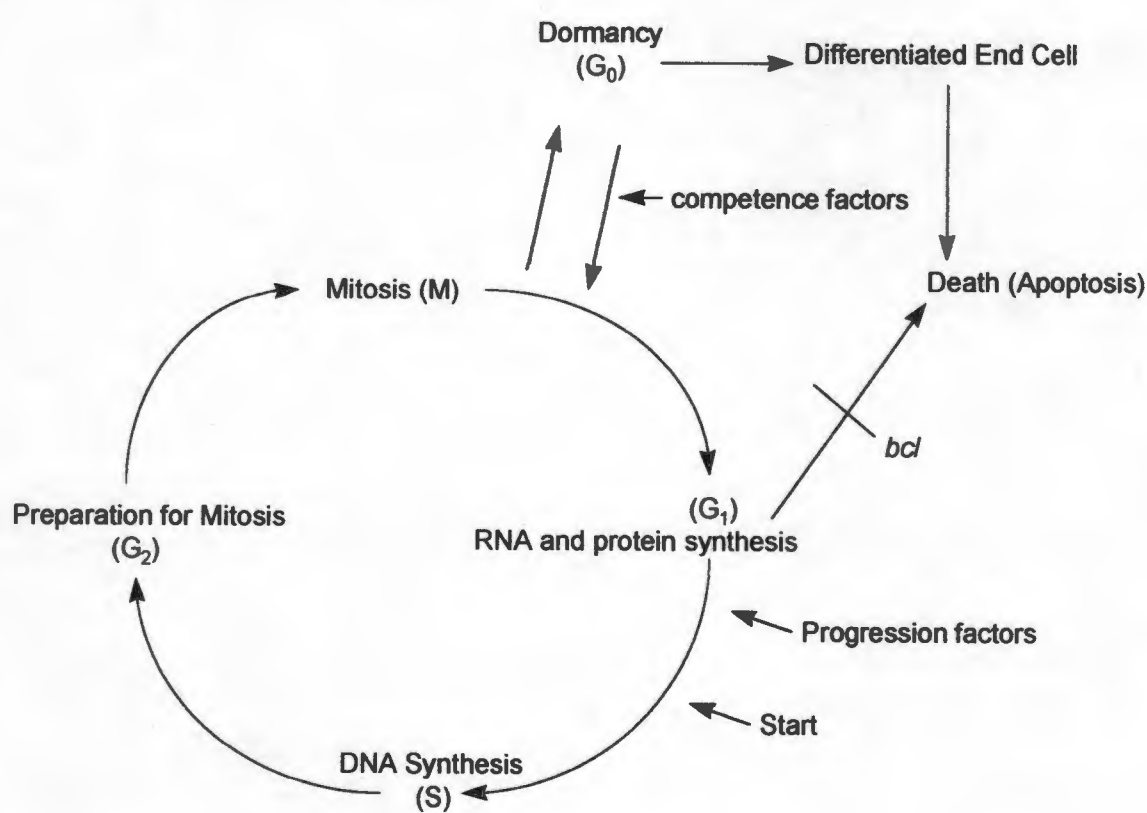 Dormancy
(G₀)
Differentiated End Cell
competence factors
Mitosis (M)
Death (Apoptosis)
bcl
(G₁)
RNA and protein synthesis
Preparation for Mitosis
(G₂)
Progression factors
Start
DNA Synthesis
(S)